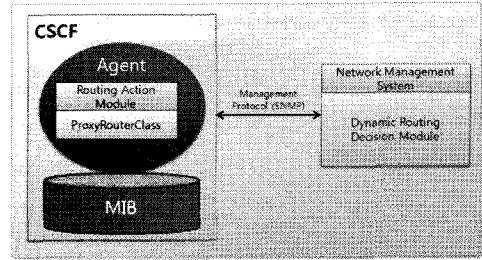 CSCF
Agent
Routing Action
Module
ProxyRouterClass
MIB
Management
Protocol (SNMP)
Network Management
System
Dynamic Routing
Decision Module